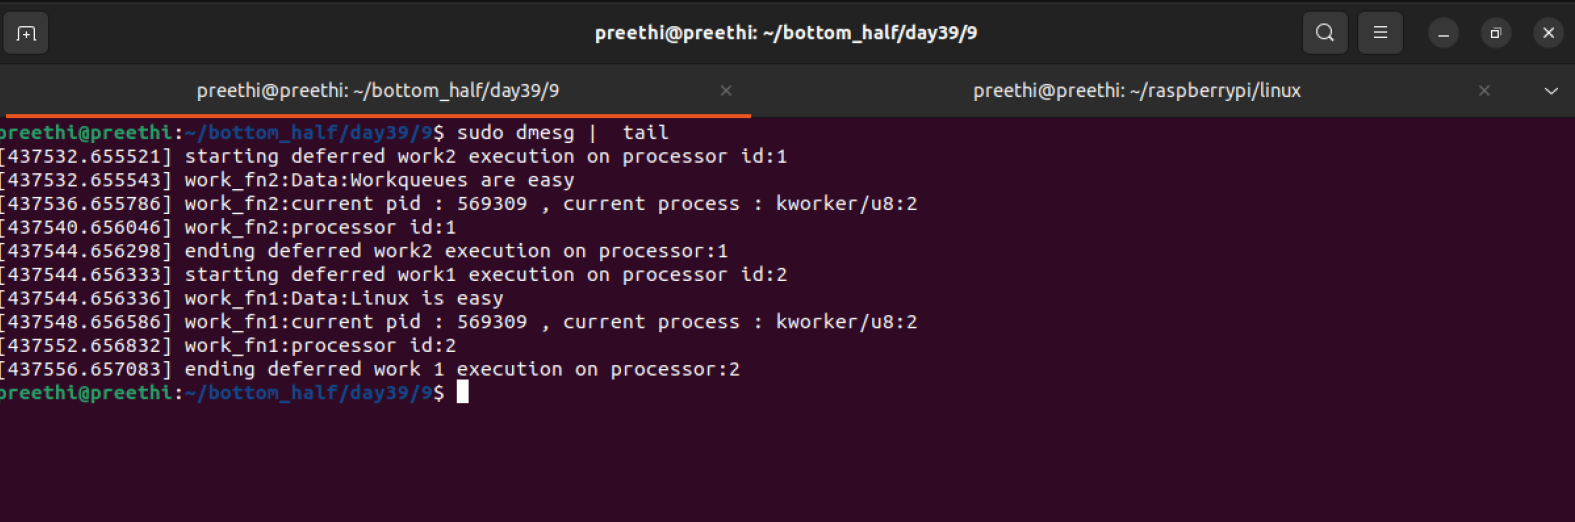 preethi@preethi: ~/bottom_half/day39/9
preethi@preethi: ~/bottom_half/day39/9
preethi@preethi: ~/raspberrypi/linux
preethi@preethi:~/bottom_half/day39/9$ sudo dmesg |  tail
[437532.655521] starting deferred work2 execution on processor id:1
[437532.655543] work_fn2:Data:Workqueues are easy
[437536.655786] work_fn2:current pid : 569309 , current process : kworker/u8:2
[437540.656046] work_fn2:processor id:1
[437544.656298] ending deferred work2 execution on processor:1
[437544.656333] starting deferred work1 execution on processor id:2
[437544.656336] work_fn1:Data:Linux is easy
[437548.656586] work_fn1:current pid : 569309 , current process : kworker/u8:2
[437552.656832] work_fn1:processor id:2
[437556.657083] ending deferred work 1 execution on processor:2
preethi@preethi:~/bottom_half/day39/9$